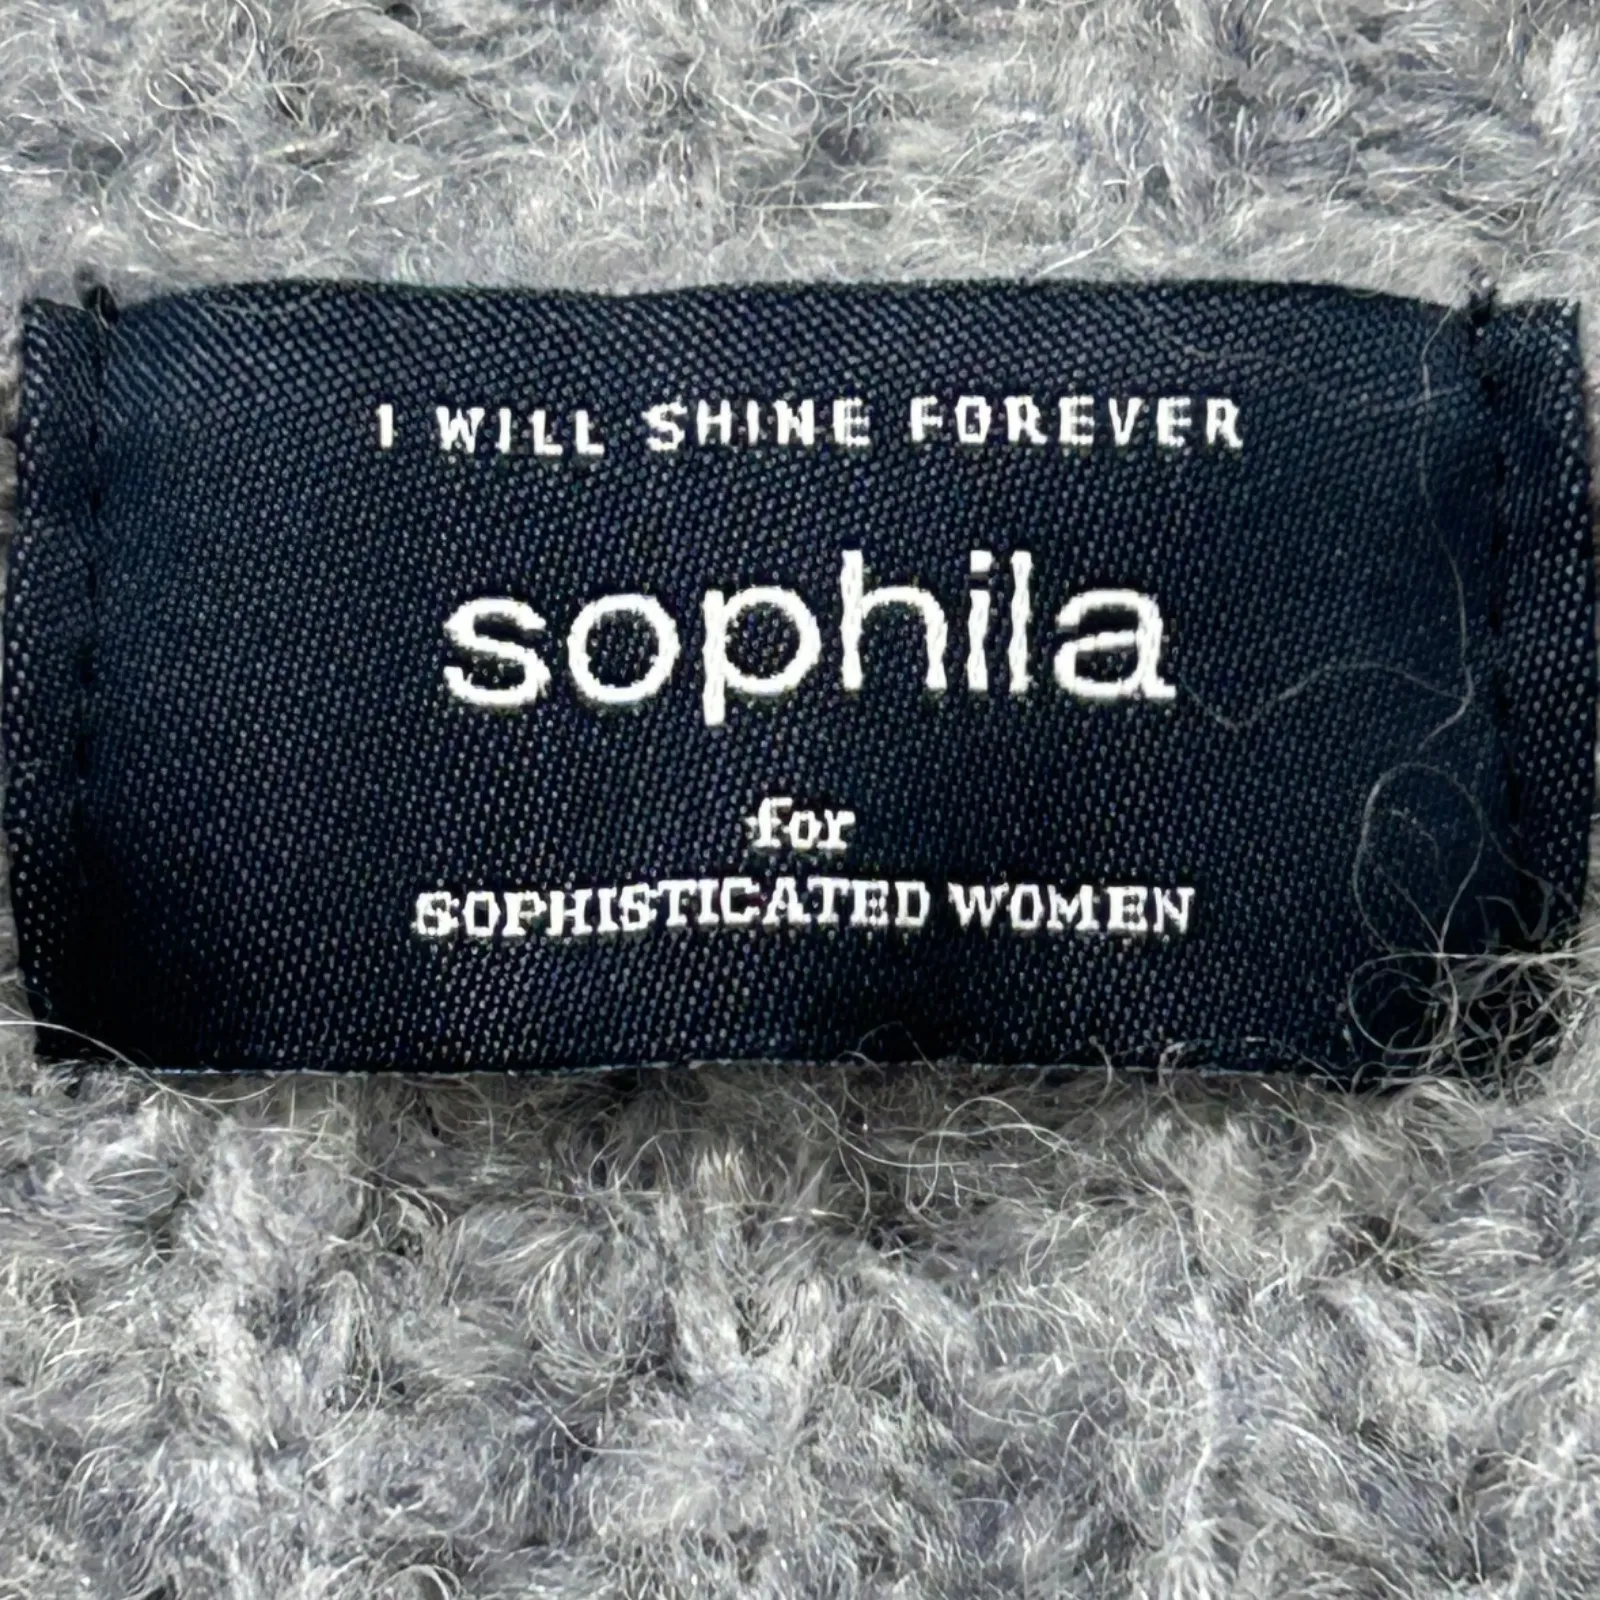 I WILL SHINE FOREVER
sophila
for
SOPHISTICATED WOMEN